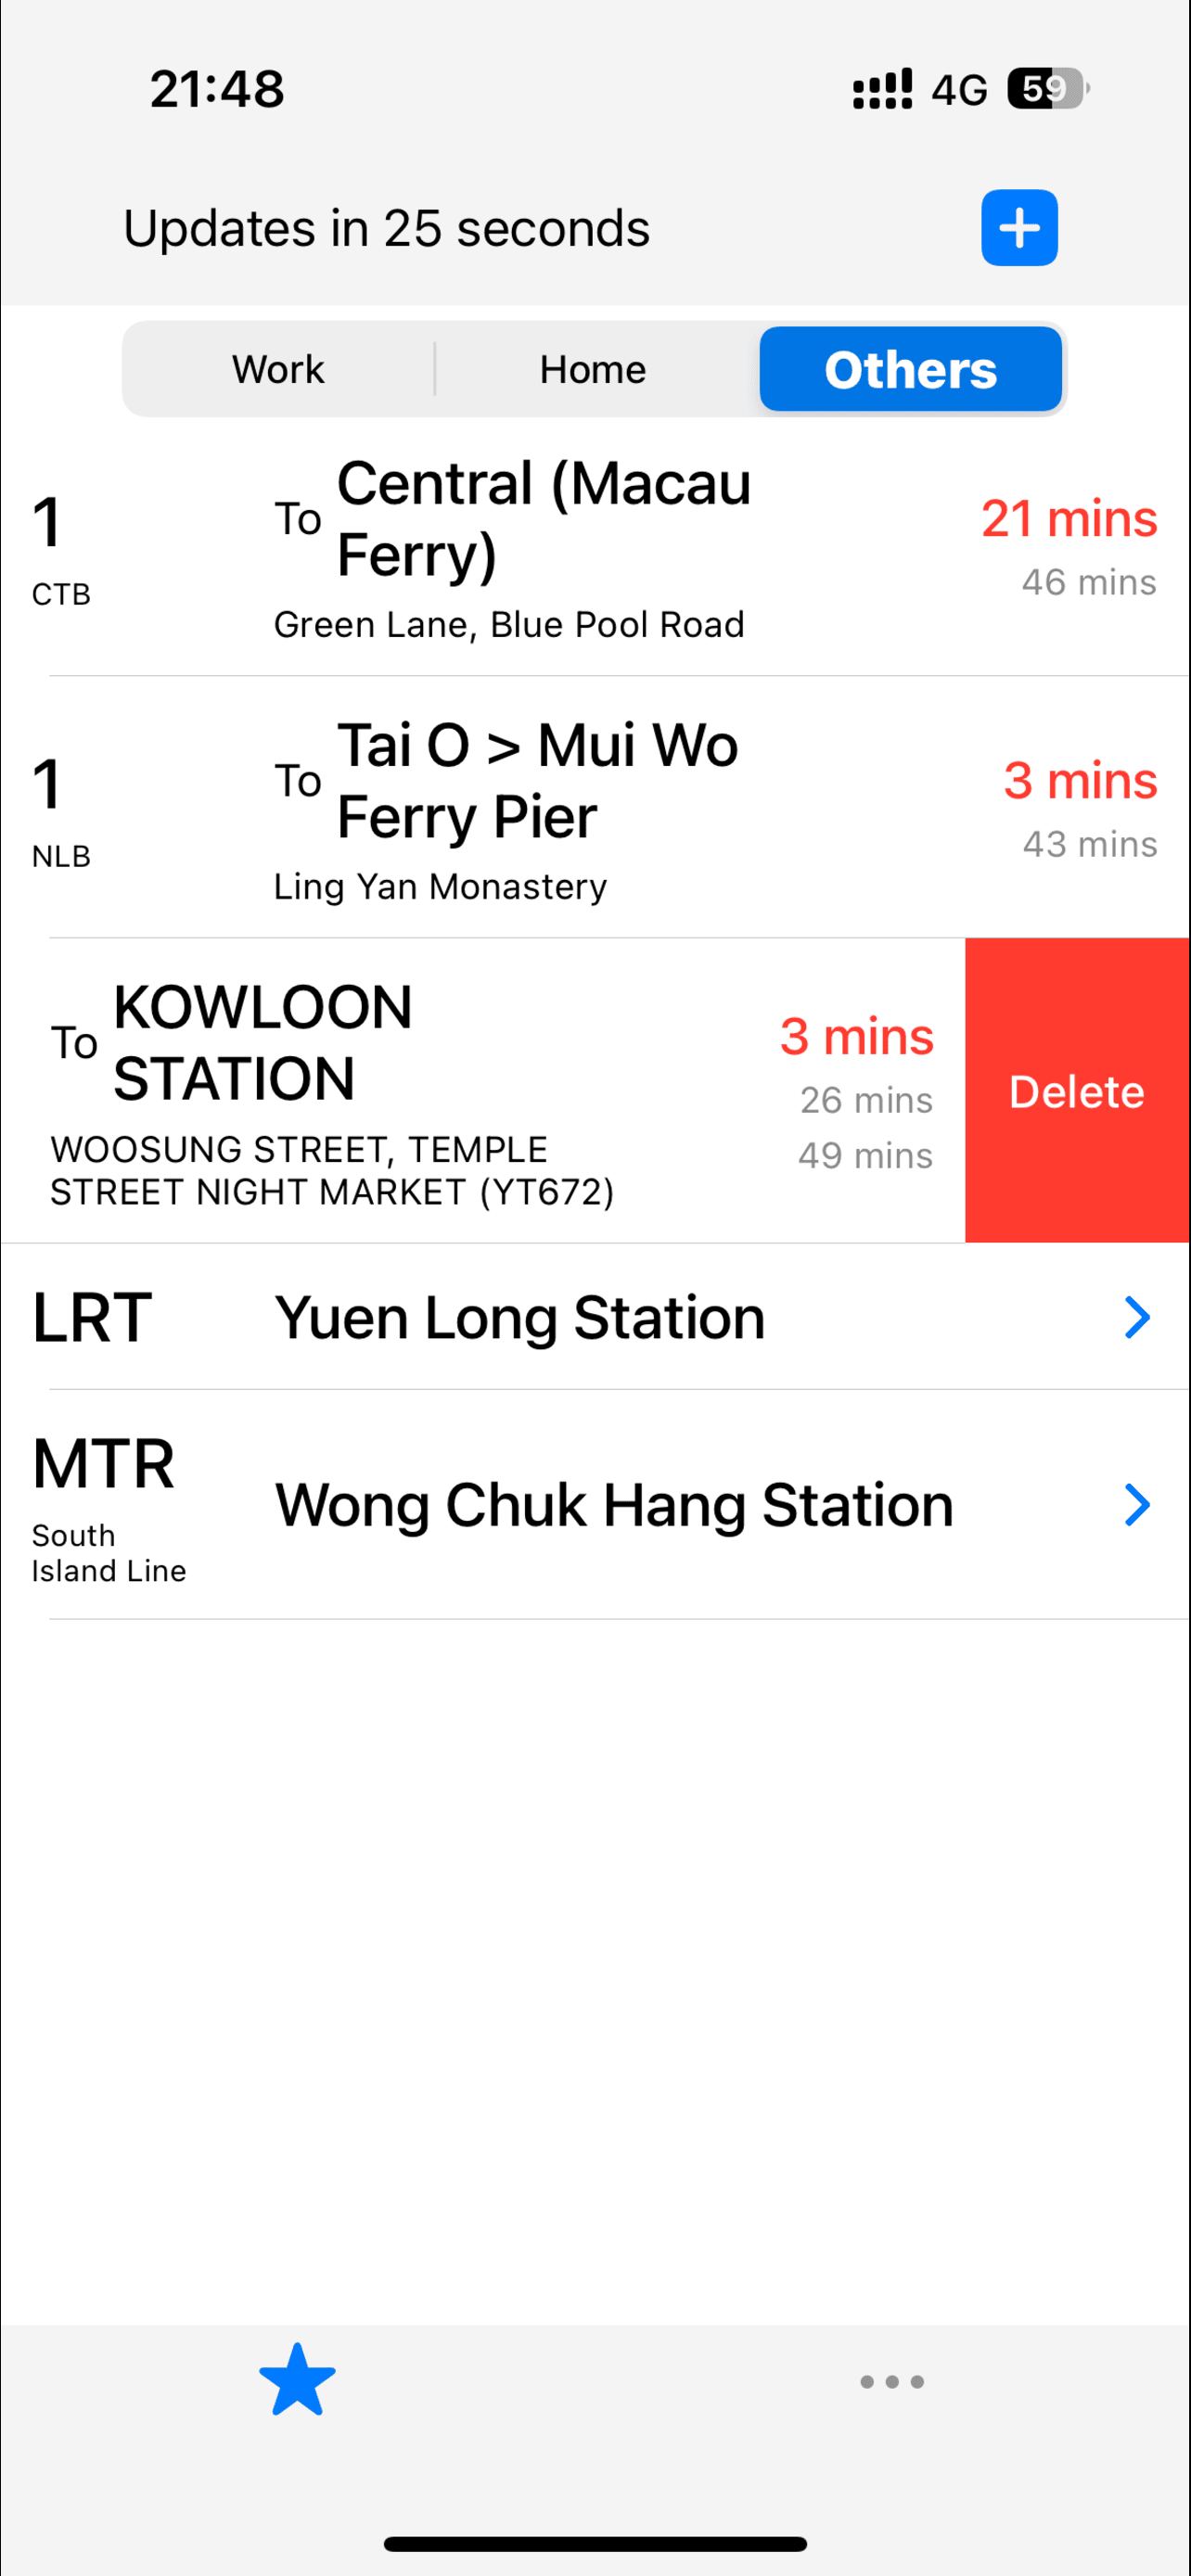 21:48
4G 59
Updates in 25 seconds
Work
Home
Others
1
CTB
To Central (Macau
Ferry)
Green Lane, Blue Pool Road
21 mins
46 mins
1
NLB
To Tai O > Mui Wo
Ferry Pier
Ling Yan Monastery
3 mins
43 mins
To KOWLOON
STATION
WOOSUNG STREET, TEMPLE
STREET NIGHT MARKET (YT672)
3 mins
26 mins
49 mins
Delete
LRT
Yuen Long Station
MTR
South
Island Line
Wong Chuk Hang Station